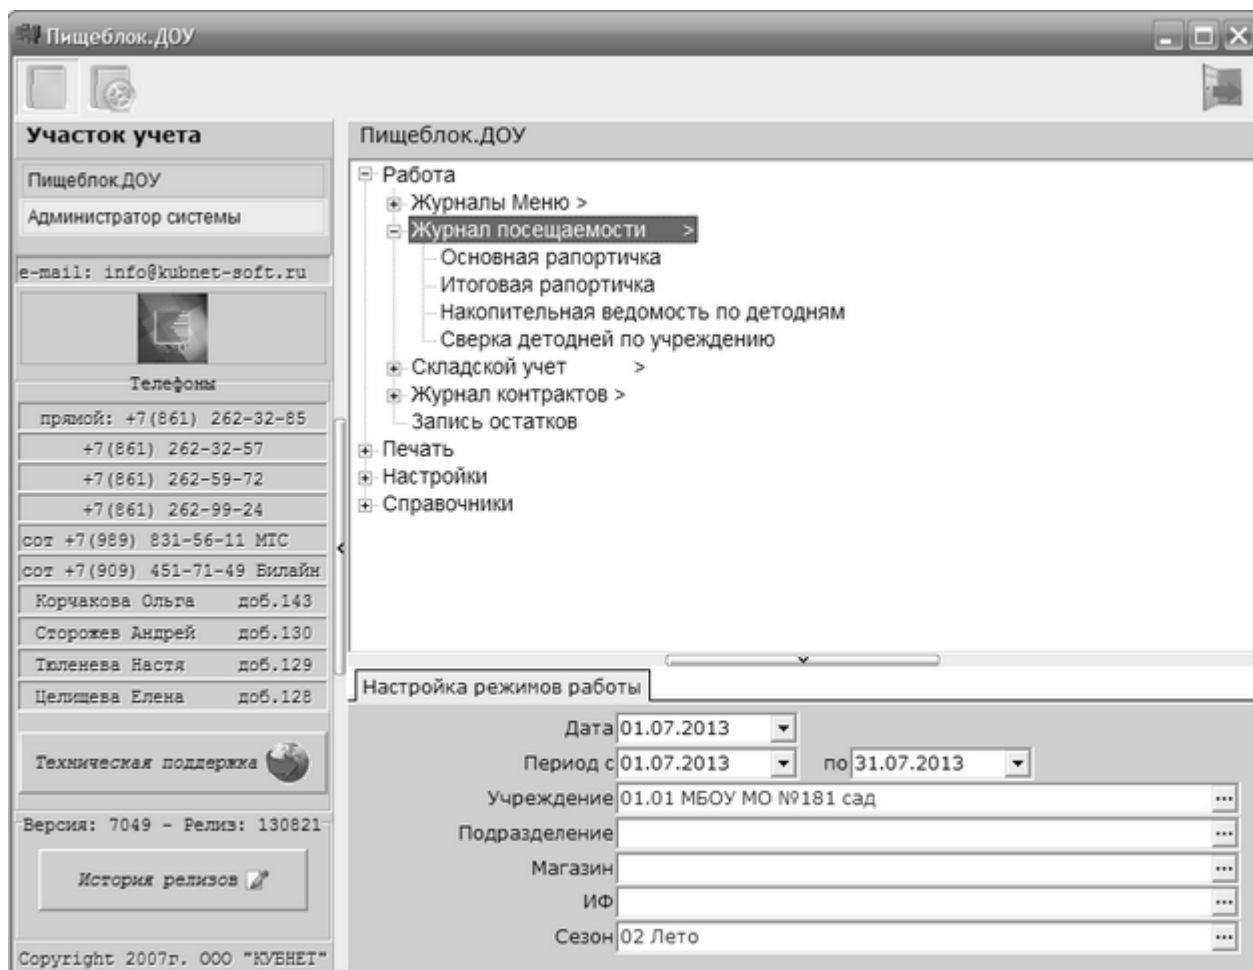 Пищеблок.ДОУ
Участок учета
Пищеблок.ДОУ
Администратор системы
e-mail: info@kubnet-soft.ru
Телефоны
прямой: +7(861) 262-32-85
+7(861) 262-32-57
+7(861) 262-59-72
+7(861) 262-99-24
сот +7(989) 831-56-11 МТС
сот +7(909) 451-71-49 Билайн
Корчакова Ольга доб.143
Сторожев Андрей доб.130
Тюленева Настя доб.129
Целищева Елена доб.128
Техническая поддержка
Версия: 7049 - Релиз: 130821
История релизов
Copyright 2007г. ООО "КУБНЕТ"
Пищеблок.ДОУ
Работа
Журналы Меню >
Журнал посещаемости >
Основная рапортичка
Итоговая рапортичка
Накопительная ведомость по детодням
Сверка детодней по учреждению
Складской учет >
Журнал контрактов >
Запись остатков
Печать
Настройки
Справочники
Настройка режимов работы
Дата 01.07.2013
Период с 01.07.2013 по 31.07.2013
Учреждение 01.01 МБОУ МО №181 сад ...
Подразделение ...
Магазин ...
ИФ ...
Сезон 02 Лето ...